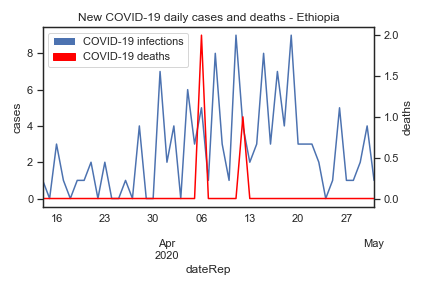 New COVID-19 daily cases and deaths - Ethiopia
COVID-19 infections
COVID-19 deaths
cases
8
6
4
2
0
deaths
2.0
1.5
1.0
0.5
0.0
16 23 30 06 13 20 27
Apr May
2020
dateRep